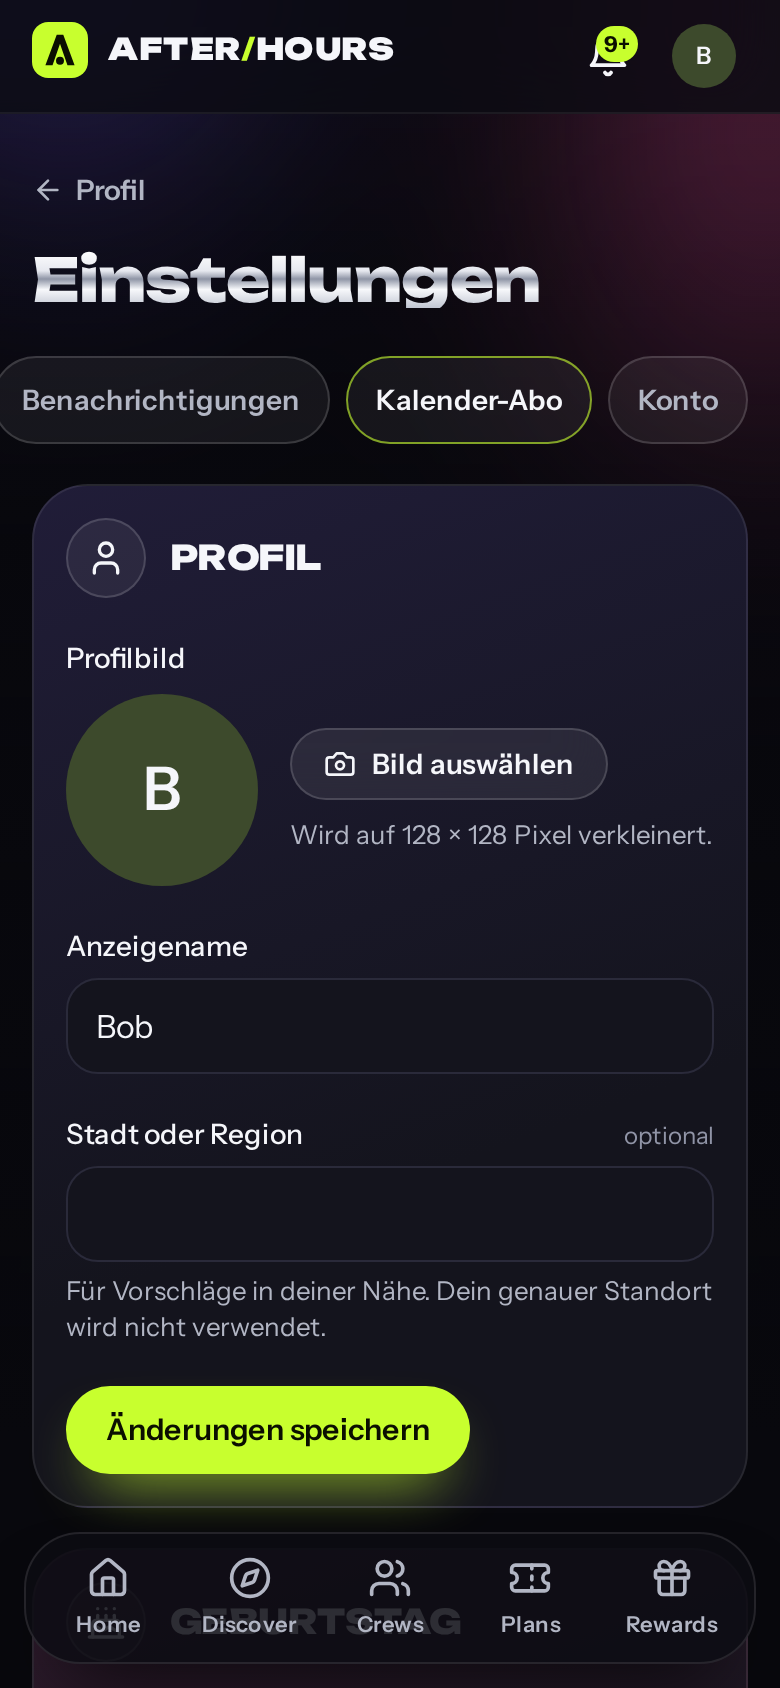 AFTER/HOURS
9+
B
Profil
Einstellungen
Benachrichtigungen
Kalender-Abo
Konto
PROFIL
Profilbild
B
Bild auswählen
Wird auf 128 × 128 Pixel verkleinert.
Anzeigename
Bob
Stadt oder Region
optional
Für Vorschläge in deiner Nähe. Dein genauer Standort
wird nicht verwendet.
Änderungen speichern
GEBURTSTAG
Home
Discover
Crews
Plans
Rewards